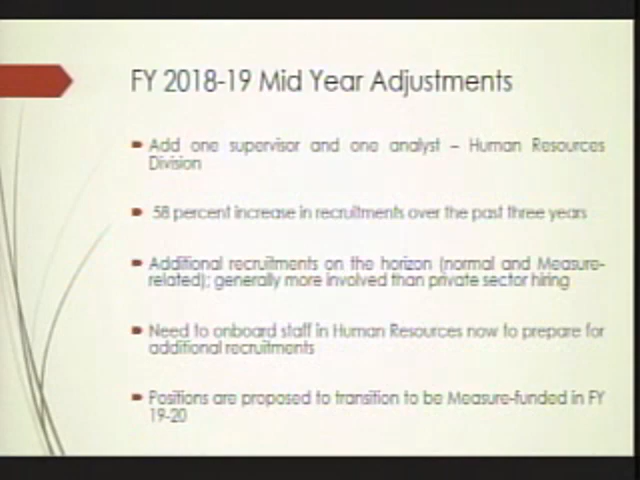 FY 2018-19 Mid Year Adjustments
Add one supervisor and one analyst – Human Resources
Division
58 percent increase in recruitments over the past three years
Additional recruitments on the horizon (normal and Measure-
related); generally more involved than private sector hiring
Need to onboard staff in Human Resources now to prepare for
additional recruitments
Positions are proposed to transition to be Measure-funded in FY
19-20